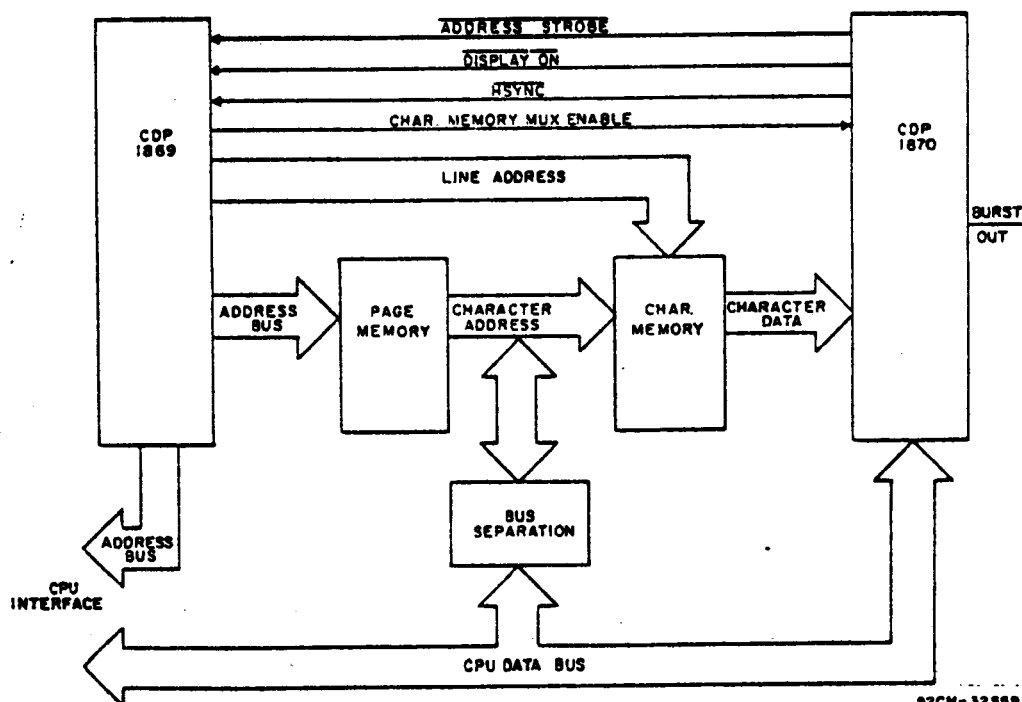 ADDRESS STROBE
DISPLAY ON
HSYNC
CHAR. MEMORY MUX ENABLE
CDP
1869
CDP
1870
LINE ADDRESS
BURST
OUT
ADDRESS
BUS
PAGE
MEMORY
CHARACTER
ADDRESS
CHAR.
MEMORY
CHARACTER
DATA
BUS
SEPARATION
ADDRESS
BUS
CPU
INTERFACE
CPU DATA BUS